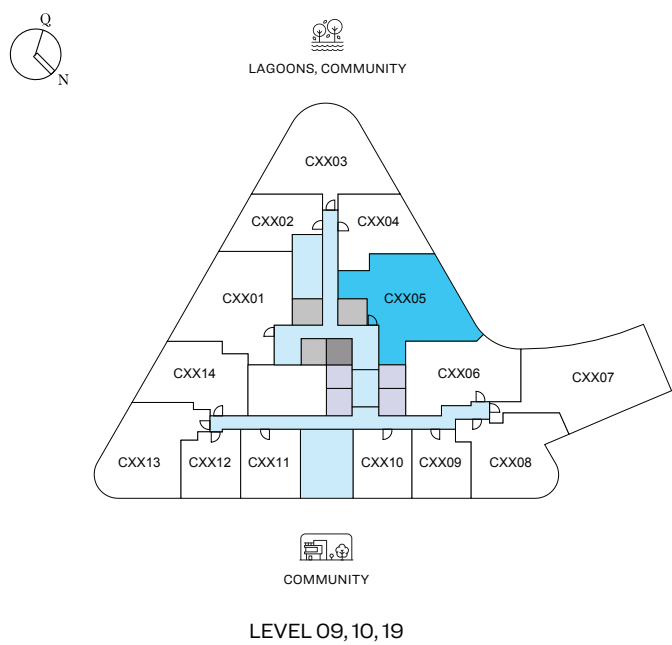 Q
N
LAGOONS, COMMUNITY
CXX03
CXX02
CXX04
CXX01
CXX05
CXX14
CXX06
CXX07
CXX13
CXX12
CXX11
CXX10
CXX09
CXX08
COMMUNITY
LEVEL 09, 10, 19